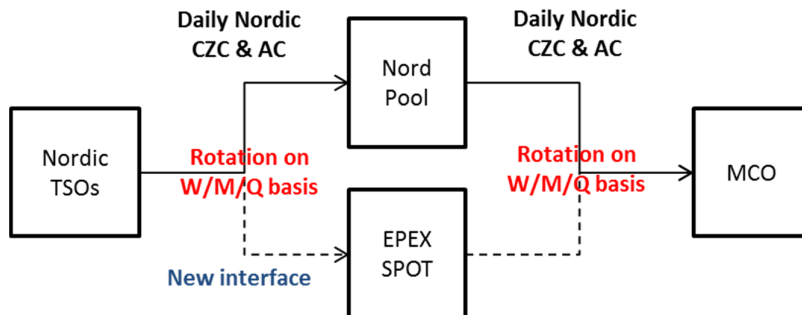 Daily Nordic
CZC & AC
Daily Nordic
CZC & AC
Nord
Pool
Nordic
TSOs
Rotation on
W/M/Q basis
Rotation on
W/M/Q basis
MCO
New interface
EPEX
SPOT